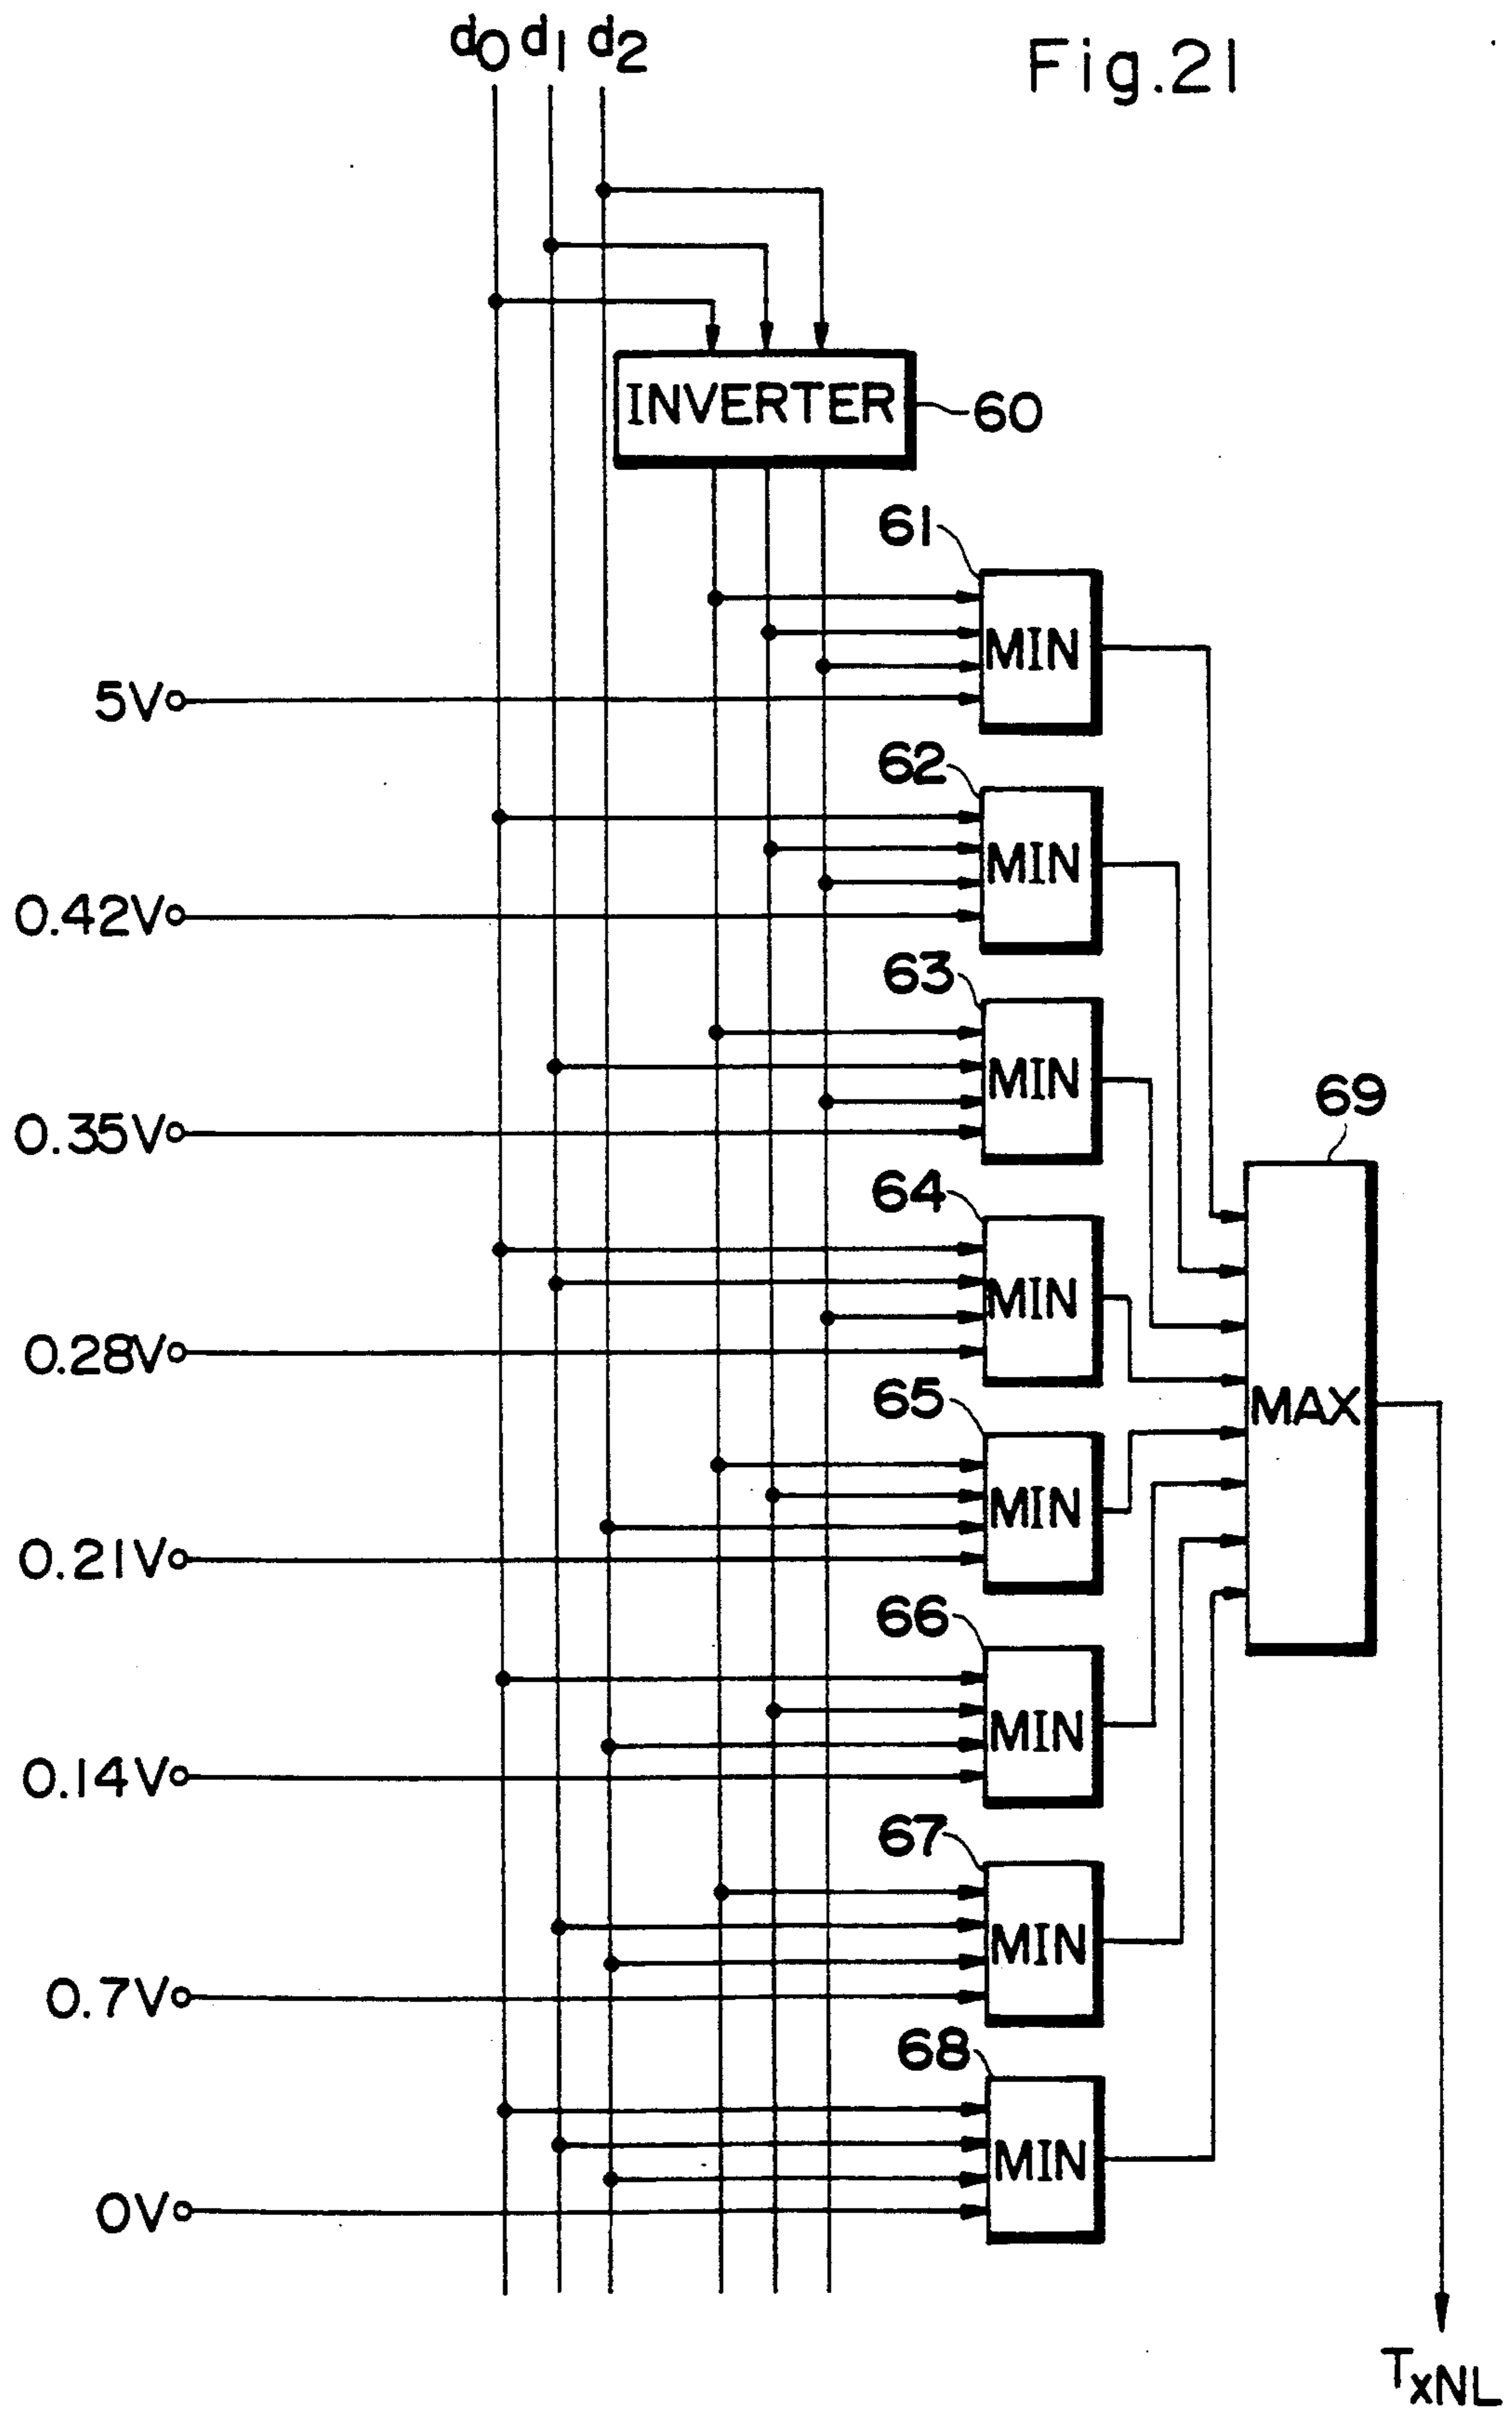 d0 d1 d2
Fig.21
INVERTER
60
61
MIN
5V
62
MIN
0.42V
63
MIN
0.35V
69
64
MIN
0.28V
MAX
65
MIN
0.21V
66
MIN
0.14V
67
MIN
0.7V
68
MIN
0V
TxNL